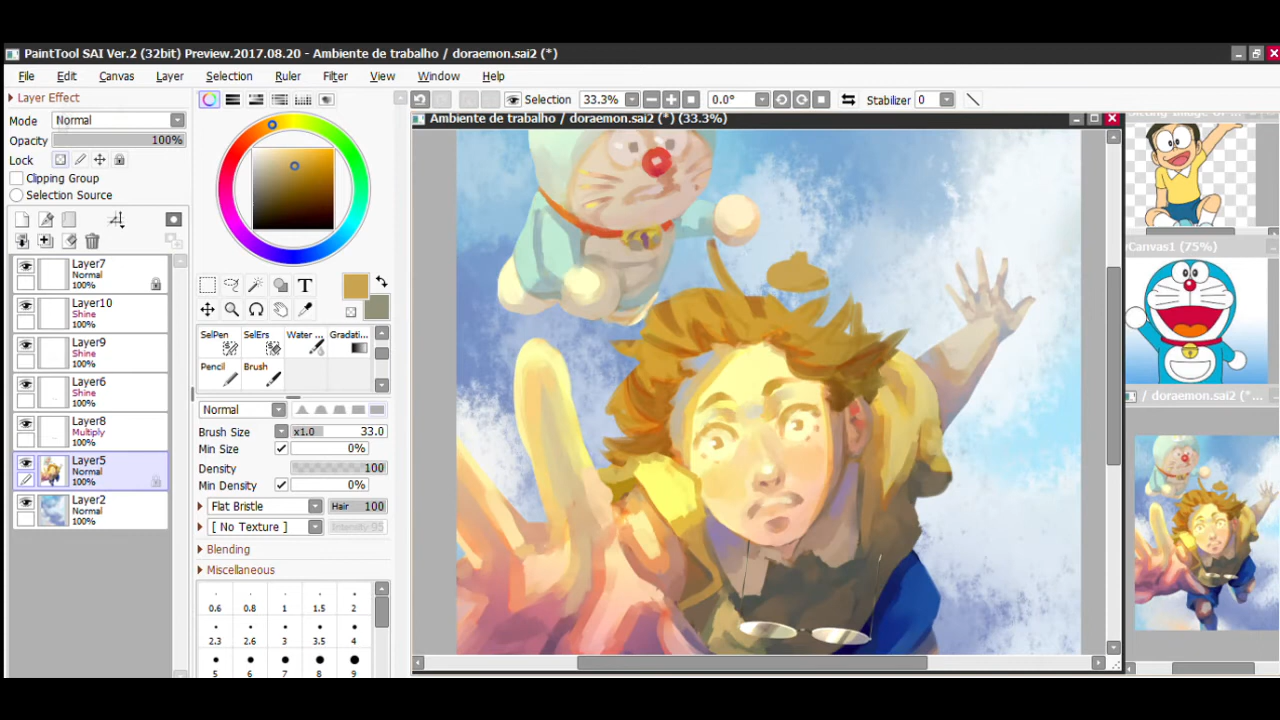 PaintTool SAI Ver.2 (32bit) Preview.2017.08.20 - Ambiente de trabalho / doraemon.sai2 (*)
File Edit Canvas Layer Selection Ruler Filter View Window Help
Layer Effect
Mode Normal
Opacity 100%
Lock
Clipping Group
Selection Source
Layer7
Normal
100%
Layer10
Shine
100%
Layer9
Shine
100%
Layer6
Shine
100%
Layer8
Multiply
100%
Layer5
Normal
100%
Layer2
Normal
100%
T
SelPen SelErs Water ... Gradati...
Pencil Brush
Normal
Brush Size x1.0 33.0
Min Size 0%
Density 100
Min Density 0%
Flat Bristle Hair 100
[ No Texture ] Intensity 95
Blending
Miscellaneous
0.6 0.8 1 1.5 2
2.3 2.6 3 3.5 4
5 6 7 8 9
Selection 33.3% 0.0° Stabilizer 0
Ambiente de trabalho / doraemon.sai2 (*) (33.3%)
Canvas1 (75%)
/ doraemon.sai2 (*...